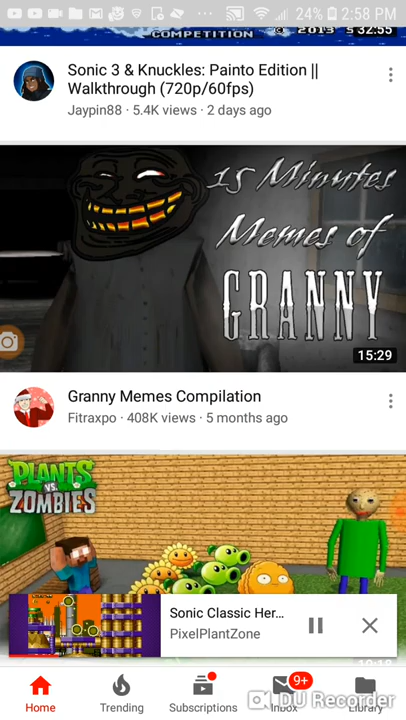 24% 2:58 PM
COMPETITION © 2013 S 32:55
Sonic 3 & Knuckles: Painto Edition ||
Walkthrough (720p/60fps)
Jaypin88 · 5.4K views · 2 days ago
15 Minutes
Memes of
GRANNY
15:29
Granny Memes Compilation
Fitraxpo · 408K views · 5 months ago
PLANTS
VS.
ZOMBIES
Sonic Classic Her...
PixelPlantZone
9+
Home Trending Subscriptions Inbox Library
DU Recorder